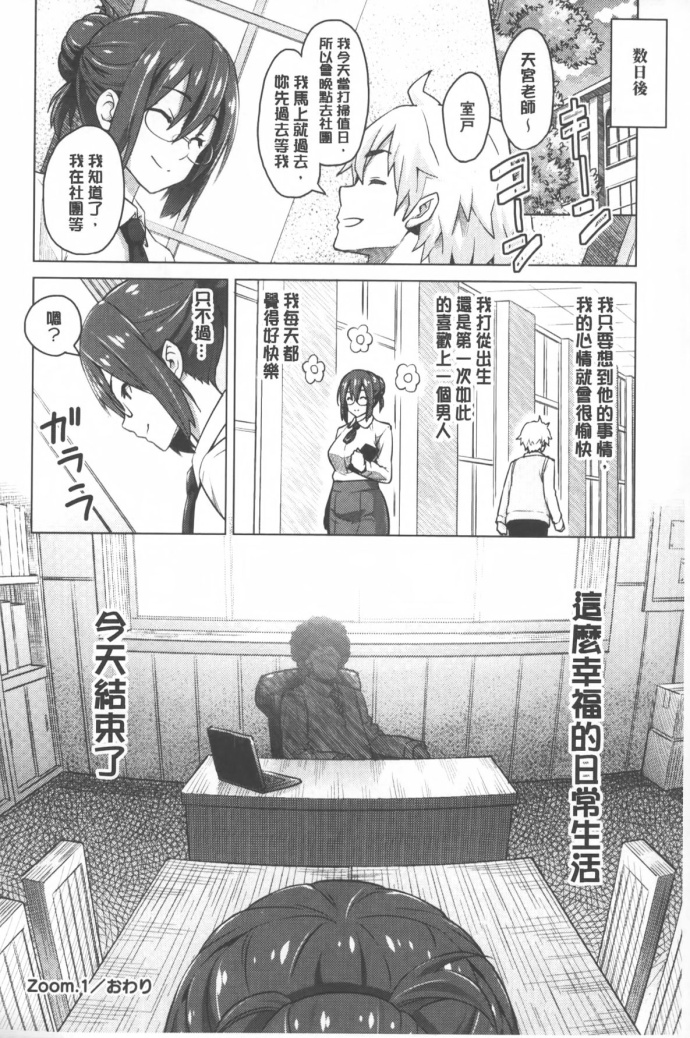 数日後
天宮老師～
室戸
我今天當打掃值日，
所以會晚點去社團
我馬上就過去，
妳先過去等我
我知道了，
我在社團等
キーン
コーン
我只要想到他的事情，
我的心情就會很愉快
我打從出生
還是第一次如此
的喜歡上一個男人
我每天都
覺得好快樂
只不過…
嗯？
ガラララ
這麼幸福的日常生活
今天結束了
Zoom.1／おわり